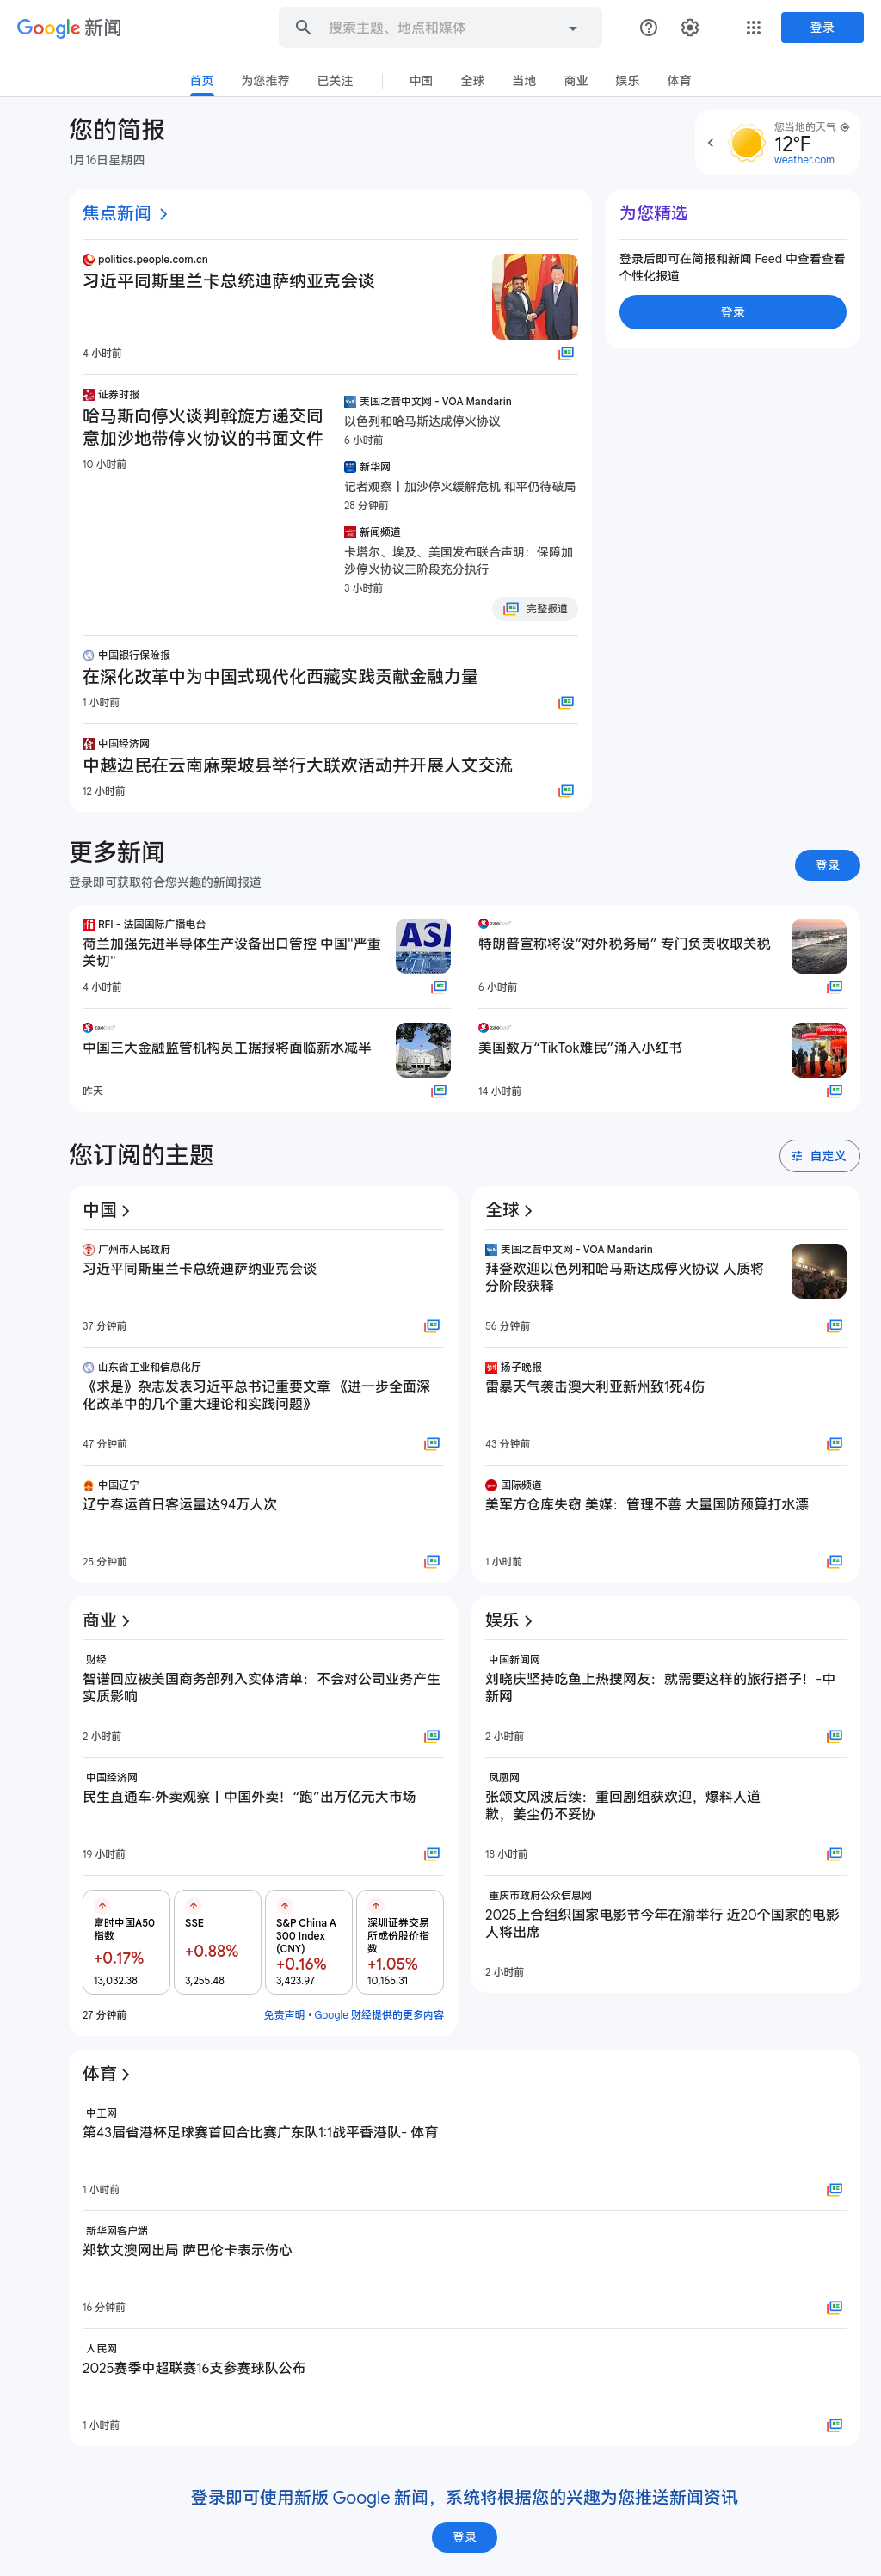 Google 新闻
搜索主题、地点和媒体
登录
首页
为您推荐
已关注
中国
全球
当地
商业
娱乐
体育
您的简报
1月16日星期四
您当地的天气
12°F
weather.com
焦点新闻
politics.people.com.cn
习近平同斯里兰卡总统迪萨纳亚克会谈
4 小时前
证券时报
哈马斯向停火谈判斡旋方递交同
意加沙地带停火协议的书面文件
10 小时前
美国之音中文网 - VOA Mandarin
以色列和哈马斯达成停火协议
6 小时前
新华网
记者观察丨加沙停火缓解危机 和平仍待破局
28 分钟前
新闻频道
卡塔尔、埃及、美国发布联合声明：保障加
沙停火协议三阶段充分执行
3 小时前
完整报道
中国银行保险报
在深化改革中为中国式现代化西藏实践贡献金融力量
1 小时前
中国经济网
中越边民在云南麻栗坡县举行大联欢活动并开展人文交流
12 小时前
为您精选
登录后即可在简报和新闻 Feed 中查看查看
个性化报道
登录
更多新闻
登录即可获取符合您兴趣的新闻报道
登录
RFI - 法国国际广播电台
荷兰加强先进半导体生产设备出口管控 中国"严重
关切"
4 小时前
ASI
zaobao
特朗普宣称将设“对外税务局” 专门负责收取关税
6 小时前
zaobao
中国三大金融监管机构员工据报将面临薪水减半
昨天
zaobao
美国数万“TikTok难民”涌入小红书
14 小时前
您订阅的主题
自定义
中国
广州市人民政府
习近平同斯里兰卡总统迪萨纳亚克会谈
37 分钟前
山东省工业和信息化厅
《求是》杂志发表习近平总书记重要文章 《进一步全面深
化改革中的几个重大理论和实践问题》
47 分钟前
中国辽宁
辽宁春运首日客运量达94万人次
25 分钟前
全球
美国之音中文网 - VOA Mandarin
拜登欢迎以色列和哈马斯达成停火协议 人质将
分阶段获释
56 分钟前
扬子晚报
雷暴天气袭击澳大利亚新州致1死4伤
43 分钟前
国际频道
美军方仓库失窃 美媒：管理不善 大量国防预算打水漂
1 小时前
商业
财经
智谱回应被美国商务部列入实体清单：不会对公司业务产生
实质影响
2 小时前
中国经济网
民生直通车·外卖观察丨中国外卖！“跑”出万亿元大市场
19 小时前
富时中国A50
指数
+0.17%
13,032.38
SSE
+0.88%
3,255.48
S&P China A
300 Index
(CNY)
+0.16%
3,423.97
深圳证券交易
所成份股价指
数
+1.05%
10,165.31
27 分钟前
免责声明 • Google 财经提供的更多内容
娱乐
中国新闻网
刘晓庆坚持吃鱼上热搜网友：就需要这样的旅行搭子！-中
新网
2 小时前
凤凰网
张颂文风波后续：重回剧组获欢迎，爆料人道
歉，姜尘仍不妥协
18 小时前
重庆市政府公众信息网
2025上合组织国家电影节今年在渝举行 近20个国家的电影
人将出席
2 小时前
体育
中工网
第43届省港杯足球赛首回合比赛广东队1:1战平香港队- 体育
1 小时前
新华网客户端
郑钦文澳网出局 萨巴伦卡表示伤心
16 分钟前
人民网
2025赛季中超联赛16支参赛球队公布
1 小时前
登录即可使用新版 Google 新闻，系统将根据您的兴趣为您推送新闻资讯
登录